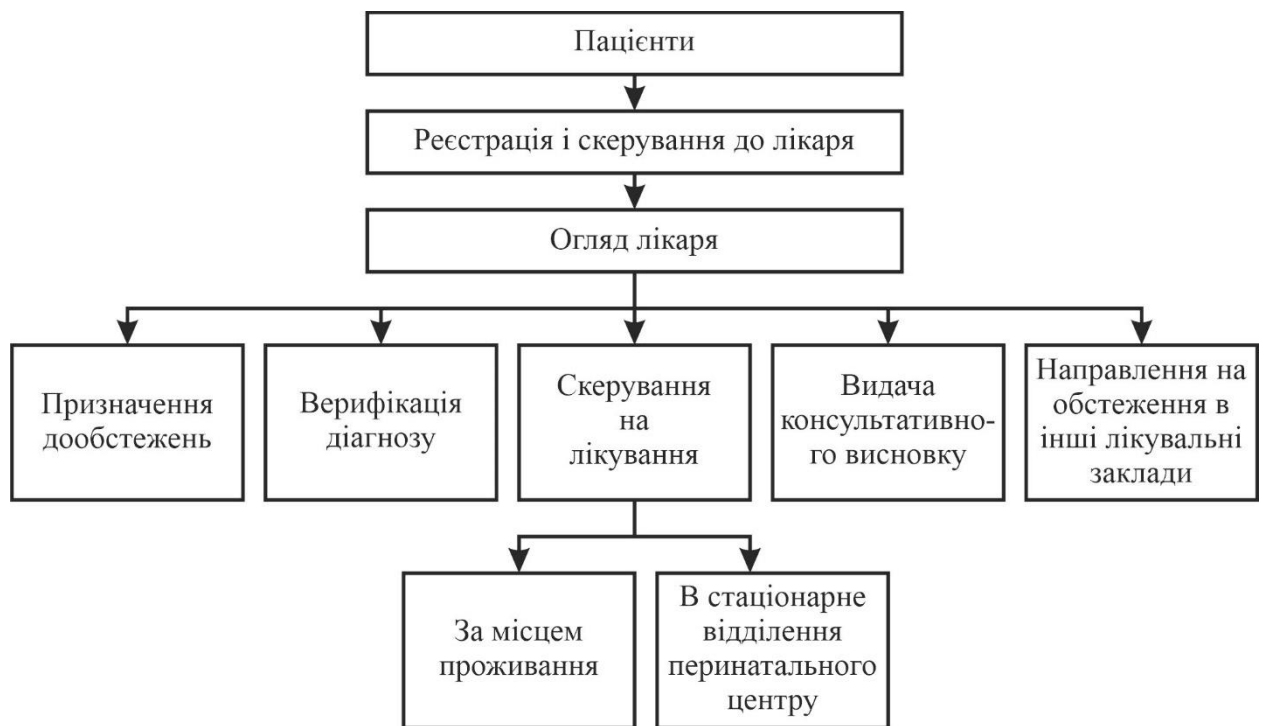 Пацієнти
Реєстрація і скерування до лікаря
Огляд лікаря
Призначення
дообстежень
Верифікація
діагнозу
Скерування
на
лікування
Видача
консультативно-
го висновку
Направлення на
обстеження в
інші лікувальні
заклади
За місцем
проживання
В стаціонарне
відділення
перинатального
центру